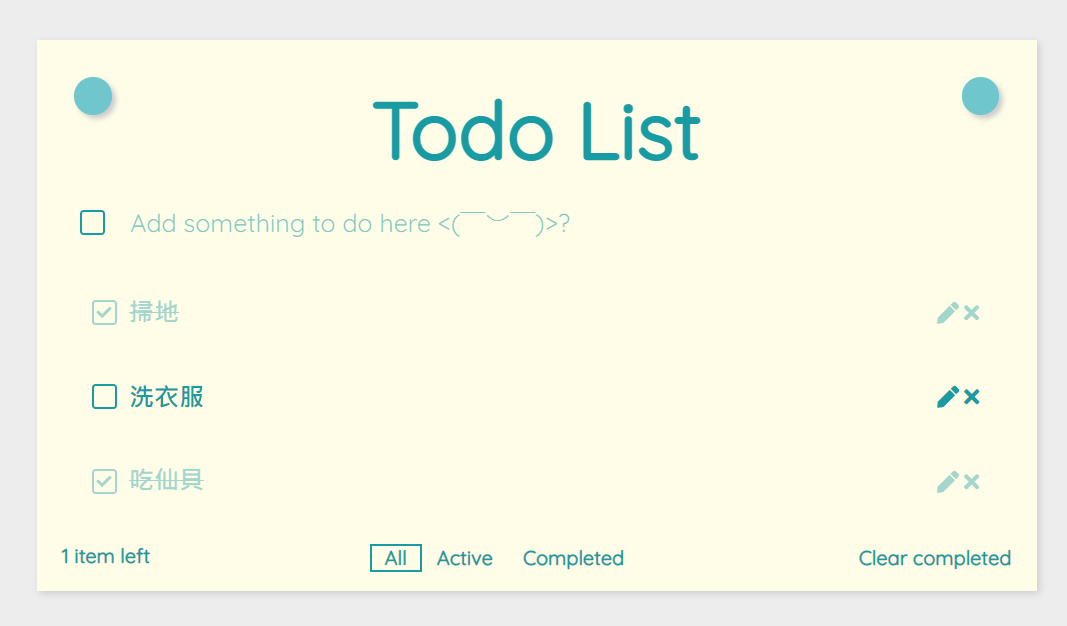 Todo List
Add something to do here <(￣︶￣)>?
掃地
洗衣服
吃仙貝
1 item left
All Active Completed
Clear completed